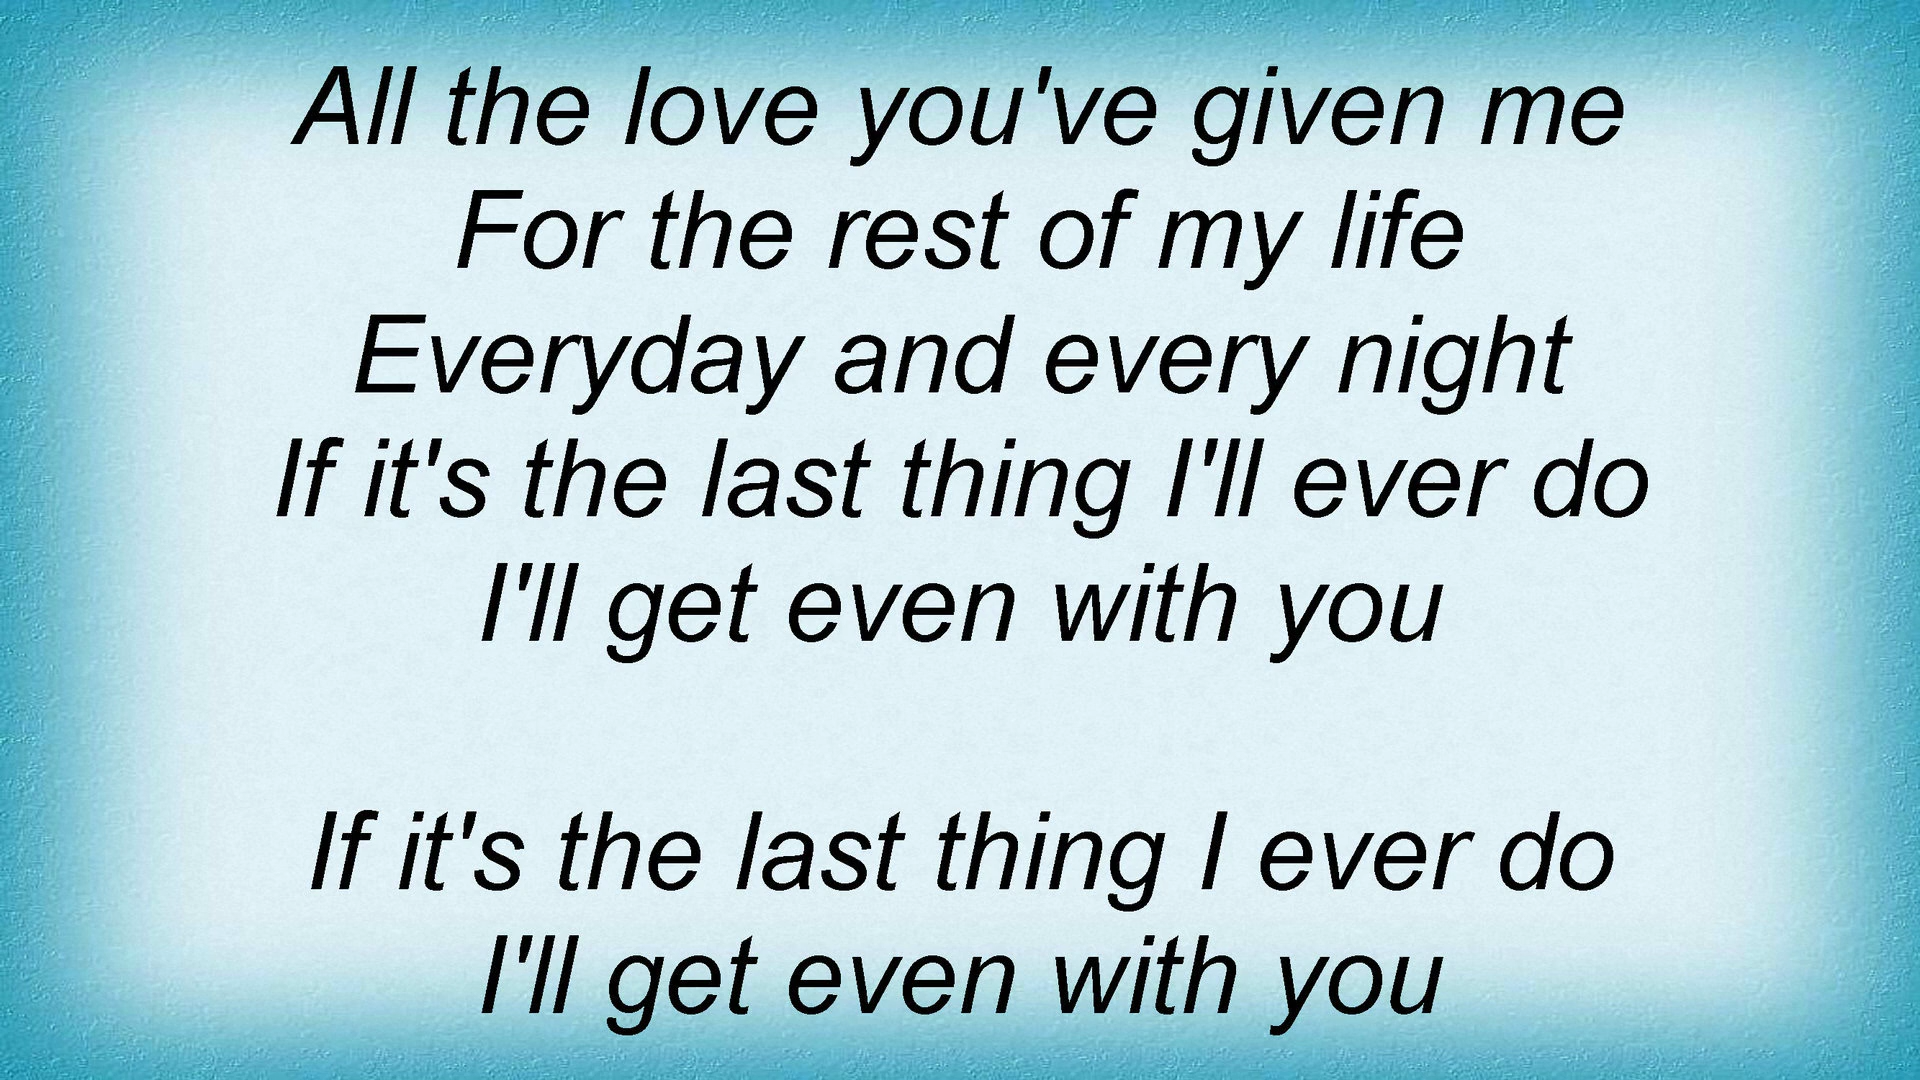 All the love you've given me
For the rest of my life
Everyday and every night
If it's the last thing I'll ever do
I'll get even with you

If it's the last thing I ever do
I'll get even with you